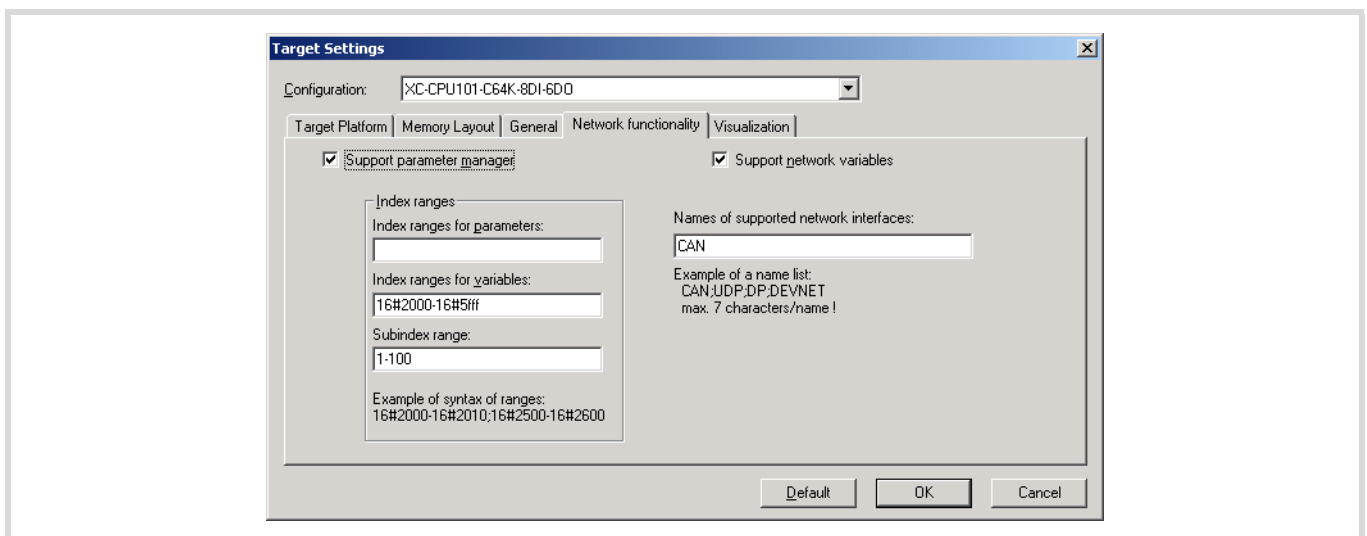 Target Settings
Configuration:
XC-CPU101-C64K-8DI-6DO
Target Platform
Memory Layout
General
Network functionality
Visualization
Support parameter manager
Support network variables
Index ranges
Index ranges for parameters:
Index ranges for variables:
16#2000-16#5fff
Subindex range:
1-100
Example of syntax of ranges:
16#2000-16#2010;16#2500-16#2600
Names of supported network interfaces:
CAN
Example of a name list:
CAN;UDP;DP;DEVNET
max. 7 characters/name !
Default
OK
Cancel